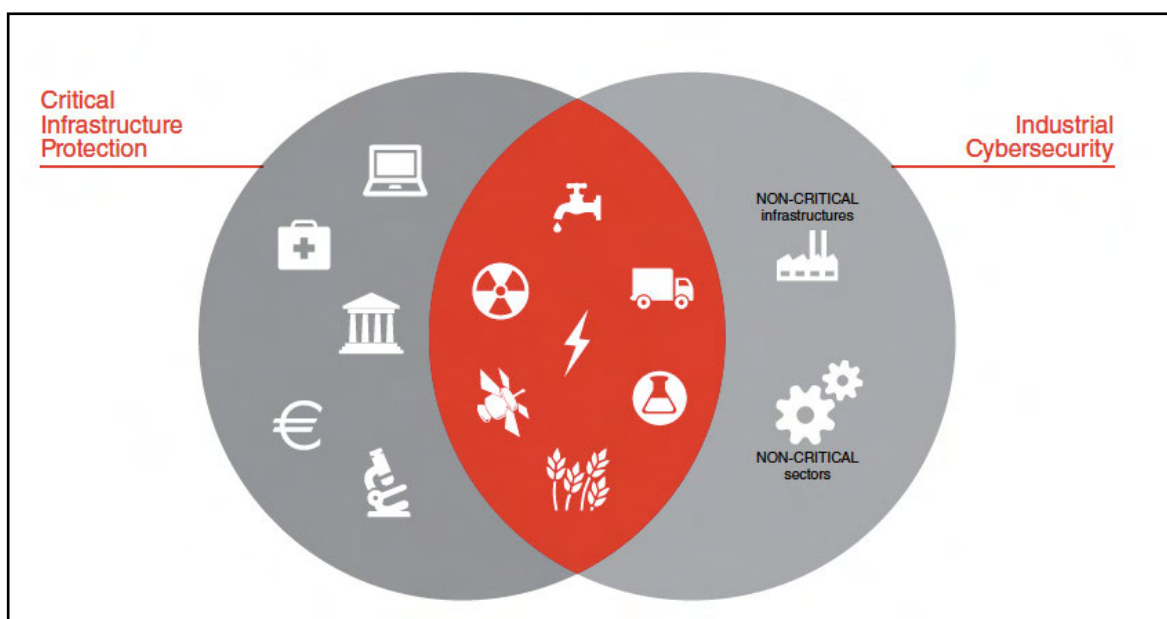 Critical
Infrastructure
Protection
Industrial
Cybersecurity
NON-CRITICAL
infrastructures
€
NON-CRITICAL
sectors